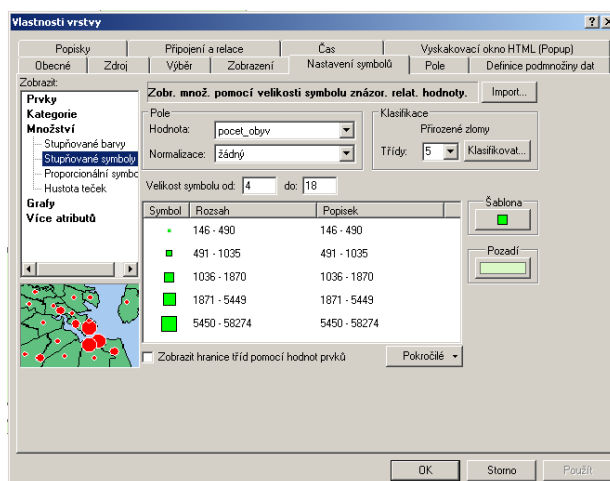 Vlastnosti vrstvy
Popisky Připojení a relace Čas Vyskakovací okno HTML (Popup)
Obecné Zdroj Výběr Zobrazení Nastavení symbolů Pole Definice podmnožiny dat
Zobrazit:
Prvky
Kategorie
Množství
Stupňované barvy
Stupňované symboly
Proporcionální symbo
Hustota teček
Grafy
Více atributů
Zobr. množ. pomocí velikosti symbolu znázor. relat. hodnoty.
Import...
Pole
Hodnota: pocet_obyv
Normalizace: žádný
Klasifikace
Přirozené zlomy
Třídy: 5 Klasifikovat...
Velikost symbolu od: 4 do: 18
Symbol Rozsah Popisek
146 - 490 146 - 490
491 - 1035 491 - 1035
1036 - 1870 1036 - 1870
1871 - 5449 1871 - 5449
5450 - 58274 5450 - 58274
Šablona
Pozadí
Zobrazit hranice tříd pomocí hodnot prvků Pokročilé
OK Storno Použít